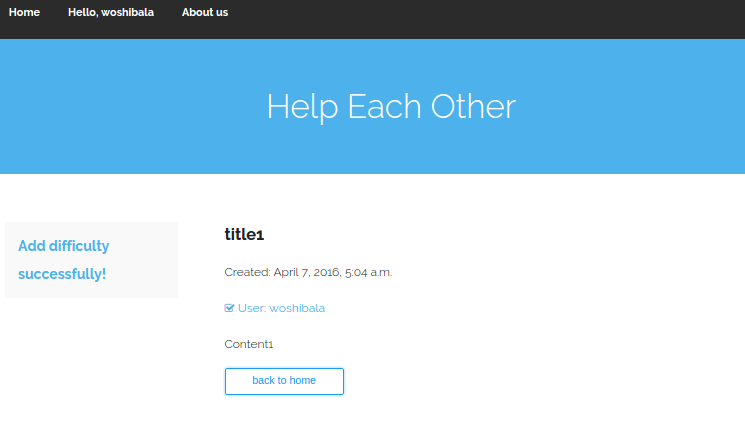 Home Hello, woshibala About us
Help Each Other
Add difficulty
successfully!
title1
Created: April 7, 2016, 5:04 a.m.
User: woshibala
Content1
back to home